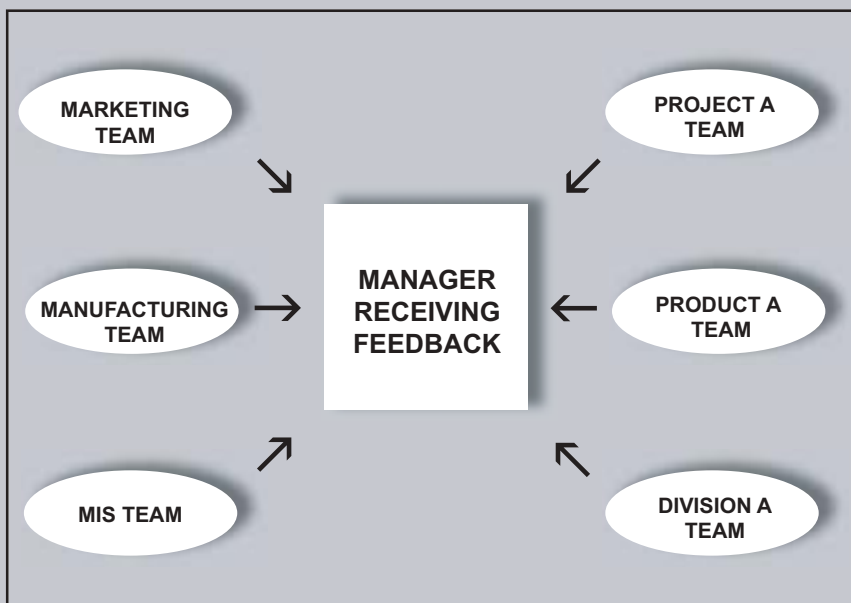 MARKETING
TEAM
PROJECT A
TEAM
MANAGER
RECEIVING
FEEDBACK
MANUFACTURING
TEAM
PRODUCT A
TEAM
MIS TEAM
DIVISION A
TEAM